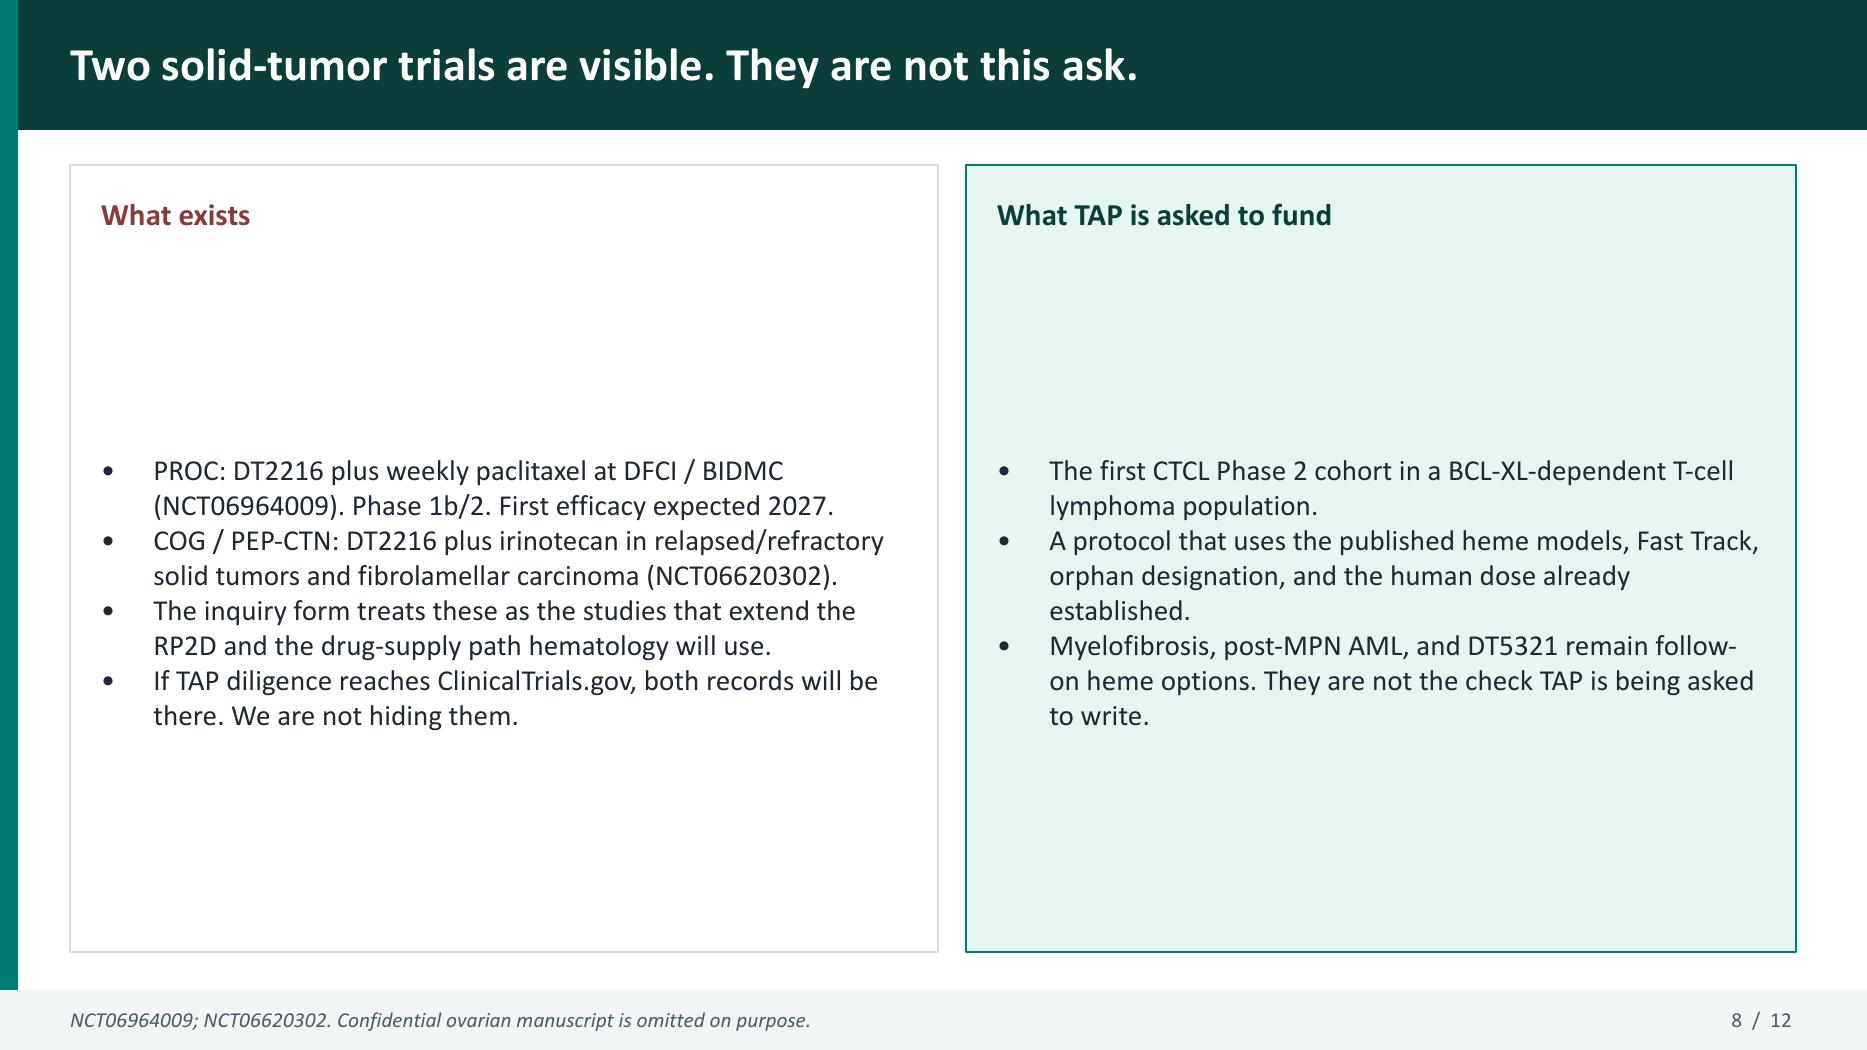 Two solid-tumor trials are visible. They are not this ask.
What exists
• PROC: DT2216 plus weekly paclitaxel at DFCI / BIDMC
(NCT06964009). Phase 1b/2. First efficacy expected 2027.
• COG / PEP-CTN: DT2216 plus irinotecan in relapsed/refractory
solid tumors and fibrolamellar carcinoma (NCT06620302).
• The inquiry form treats these as the studies that extend the
RP2D and the drug-supply path hematology will use.
• If TAP diligence reaches ClinicalTrials.gov, both records will be
there. We are not hiding them.
What TAP is asked to fund
• The first CTCL Phase 2 cohort in a BCL-XL-dependent T-cell
lymphoma population.
• A protocol that uses the published heme models, Fast Track,
orphan designation, and the human dose already
established.
• Myelofibrosis, post-MPN AML, and DT5321 remain follow-
on heme options. They are not the check TAP is being asked
to write.
NCT06964009; NCT06620302. Confidential ovarian manuscript is omitted on purpose.
8 / 12